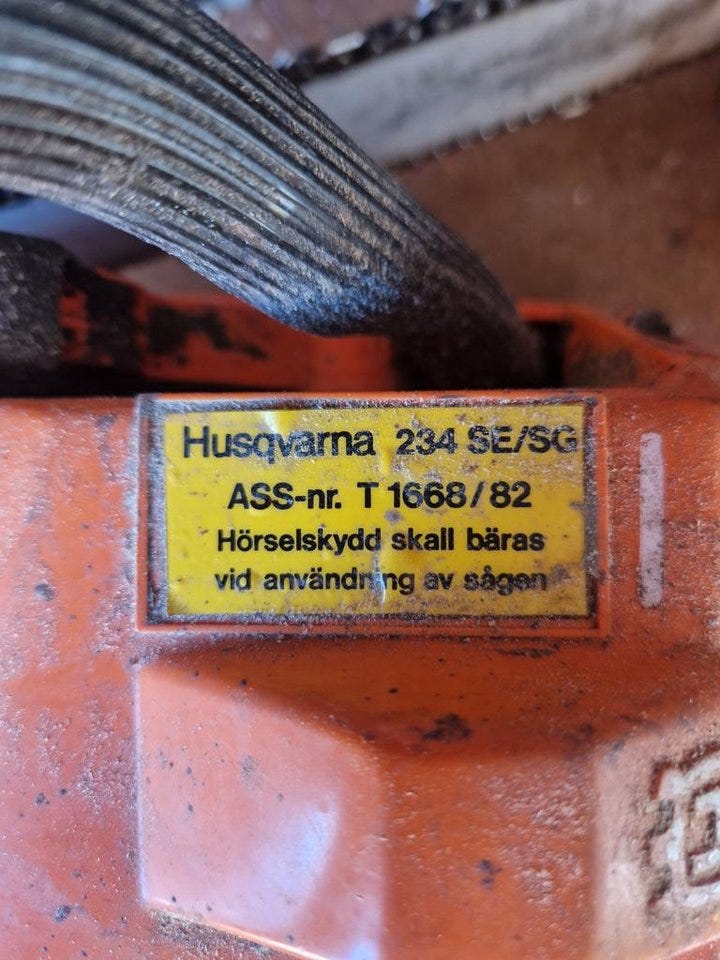 Husqvarna 234 SE/SG
ASS-nr. T 1668/82
Hörselskydd skall bäras
vid användning av sågen